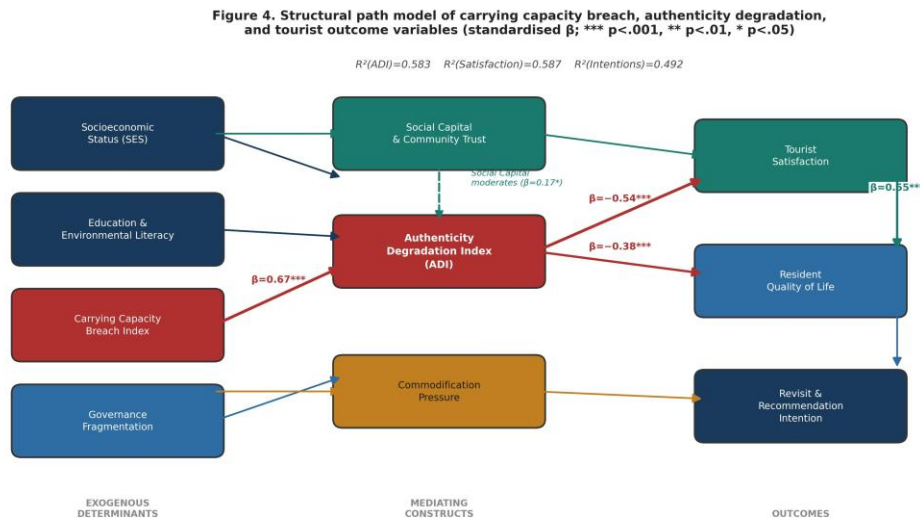 Figure 4. Structural path model of carrying capacity breach, authenticity degradation,
and tourist outcome variables (standardised β; *** p<.001, ** p<.01, * p<.05)
R²(ADI)=0.583    R²(Satisfaction)=0.587    R²(Intentions)=0.492
Socioeconomic
Status (SES)
Social Capital
& Community Trust
Tourist
Satisfaction
Social Capital
moderates (β=0.17*)
β=0.55**
β=−0.54***
Education &
Environmental Literacy
Authenticity
Degradation Index
(ADI)
β=−0.38***
Resident
Quality of Life
β=0.67***
Carrying Capacity
Breach Index
Commodification
Pressure
Revisit &
Recommendation
Intention
Governance
Fragmentation
EXOGENOUS
DETERMINANTS
MEDIATING
CONSTRUCTS
OUTCOMES